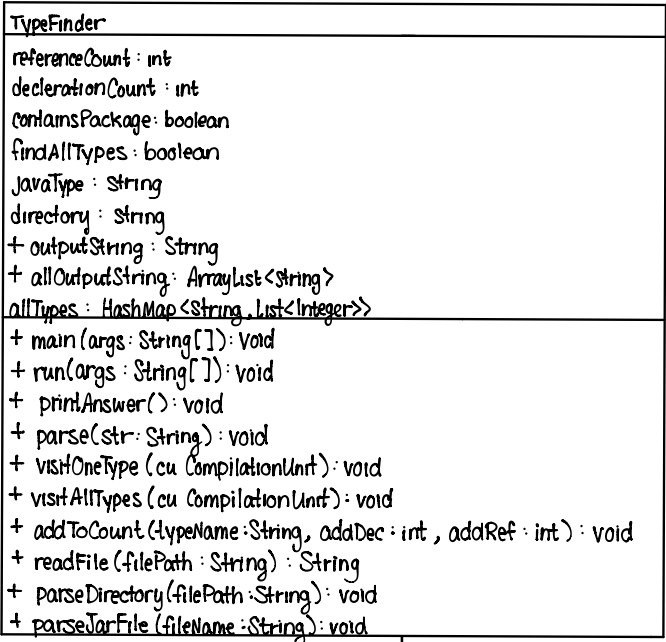 TypeFinder
referenceCount : int
declerationCount : int
containsPackage : boolean
findAllTypes : boolean
javaType : String
directory : String
+ outputString : String
+ allOutputString : ArrayList<String>
allTypes : HashMap<String, List<Integer>>
+ main(args : String[]) : void
+ run(args : String[]) : void
+ printAnswer() : void
+ parse(str : String) : void
+ visitOneType (cu CompilationUnit) : void
+ visitAllTypes (cu CompilationUnit) : void
+ addToCount (typeName : String, addDec : int, addRef : int) : void
+ readFile (filePath : String) : String
+ parseDirectory (filePath : String) : void
+ parseJarFile (fileName : String) : void